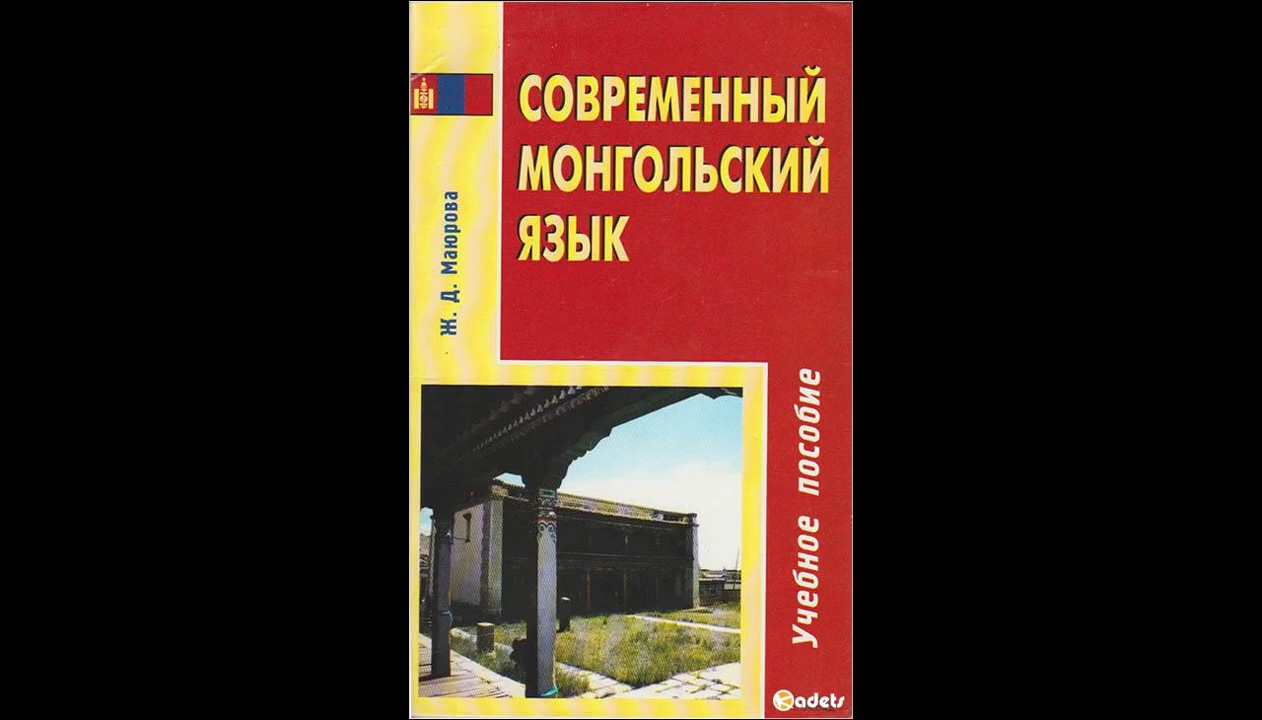 СОВРЕМЕННЫЙ
МОНГОЛЬСКИЙ
ЯЗЫК
Ж. Д. Маюрова
Учебное пособие
Kadets